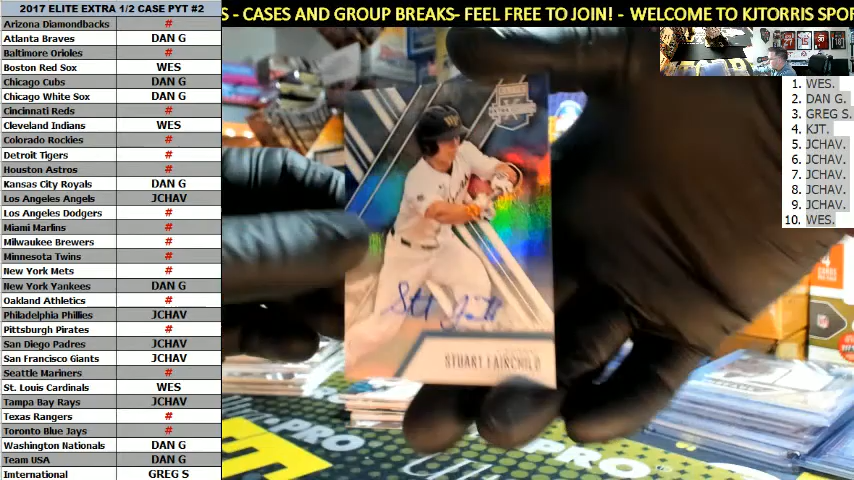 2017 ELITE EXTRA 1/2 CASE PYT #2
S - CASES AND GROUP BREAKS- FEEL FREE TO JOIN! - WELCOME TO KJTORRIS SPOR
Arizona Diamondbacks #
Atlanta Braves DAN G
Baltimore Orioles #
Boston Red Sox WES
Chicago Cubs DAN G
Chicago White Sox DAN G
Cincinnati Reds #
Cleveland Indians WES
Colorado Rockies #
Detroit Tigers #
Houston Astros #
Kansas City Royals DAN G
Los Angeles Angels JCHAV
Los Angeles Dodgers #
Miami Marlins #
Milwaukee Brewers #
Minnesota Twins #
New York Mets #
New York Yankees DAN G
Oakland Athletics #
Philadelphia Phillies JCHAV
Pittsburgh Pirates #
San Diego Padres JCHAV
San Francisco Giants JCHAV
Seattle Mariners #
St. Louis Cardinals WES
Tampa Bay Rays JCHAV
Texas Rangers #
Toronto Blue Jays #
Washington Nationals DAN G
Team USA DAN G
International GREG S
1. WES.
2. DAN G.
3. GREG S.
4. KJT.
5. JCHAV.
6. JCHAV.
7. JCHAV.
8. JCHAV.
9. JCHAV.
10. WES.
STUART FAIRCHILD
4
CARDS
NFL
PRO
PRO